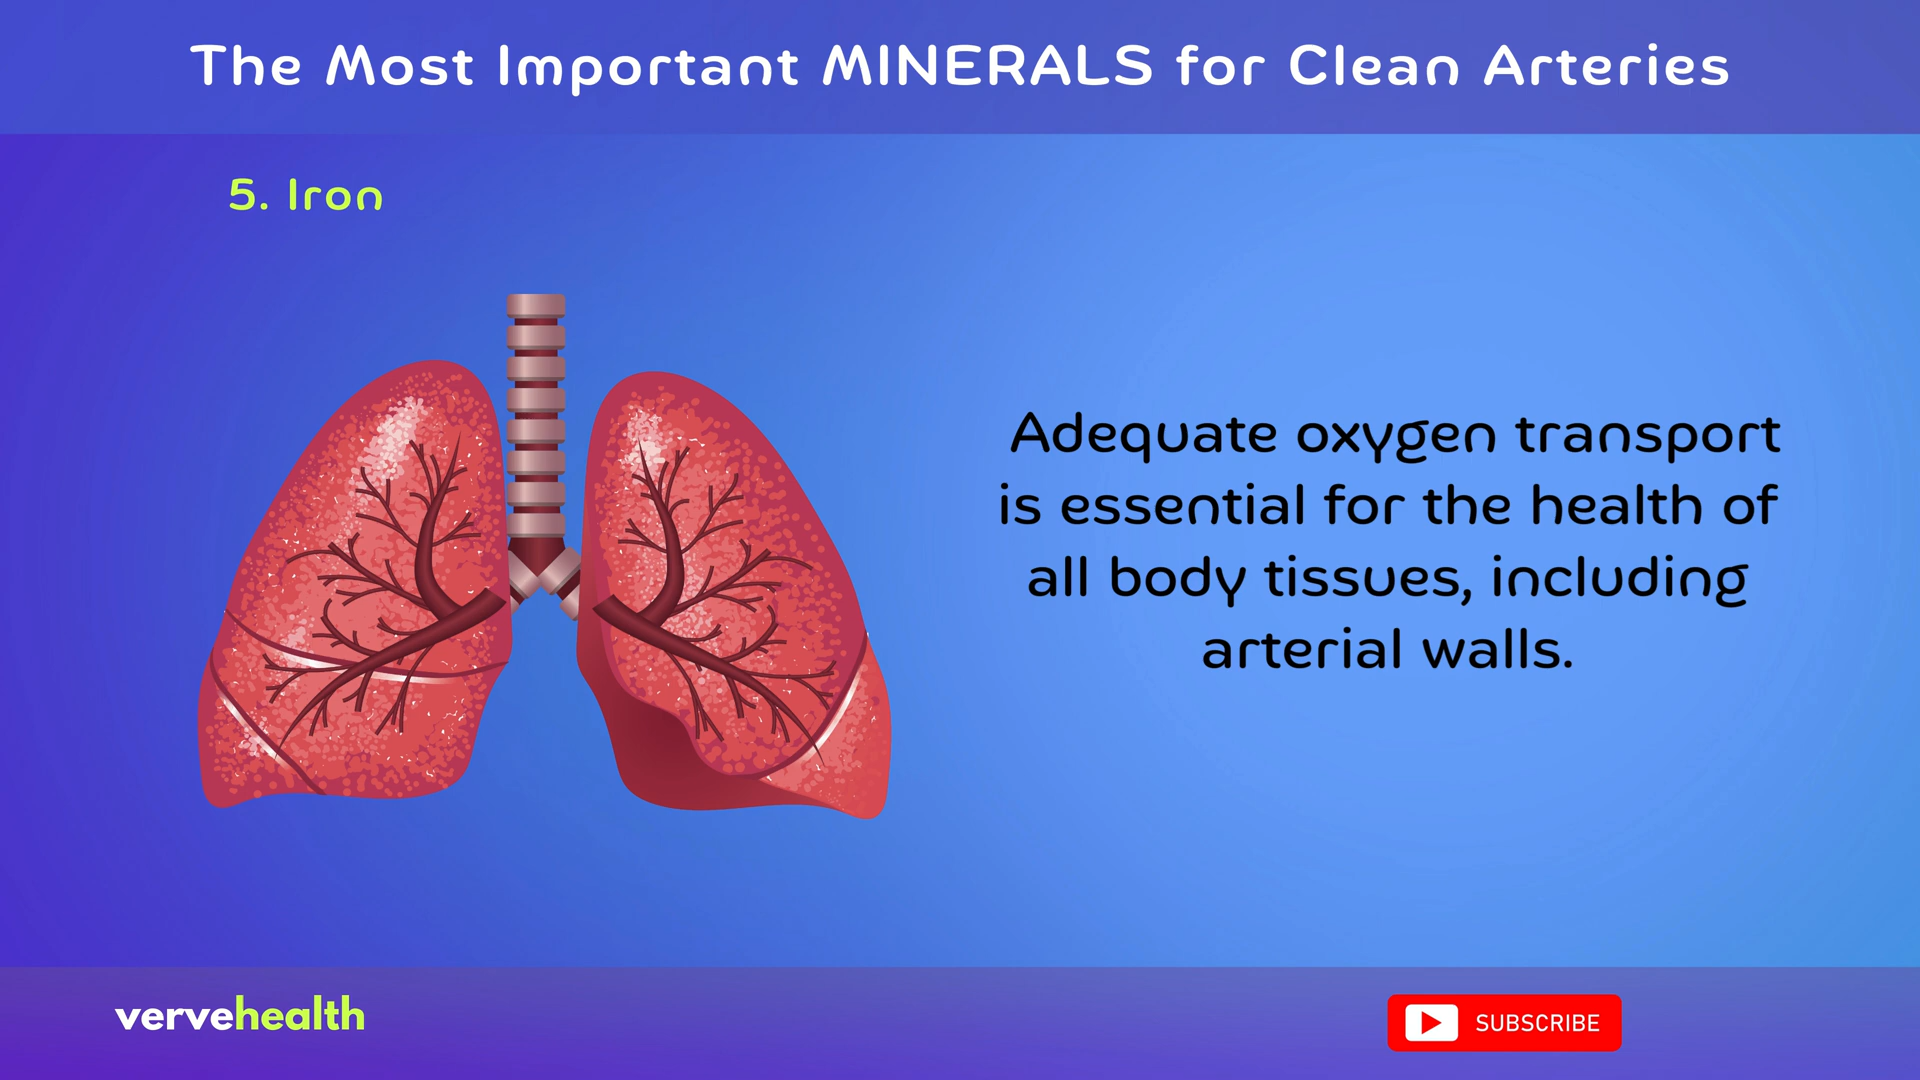 The Most Important MINERALS for Clean Arteries
5. Iron
Adequate oxygen transport
is essential for the health of
all body tissues, including
arterial walls.
vervehealth
SUBSCRIBE